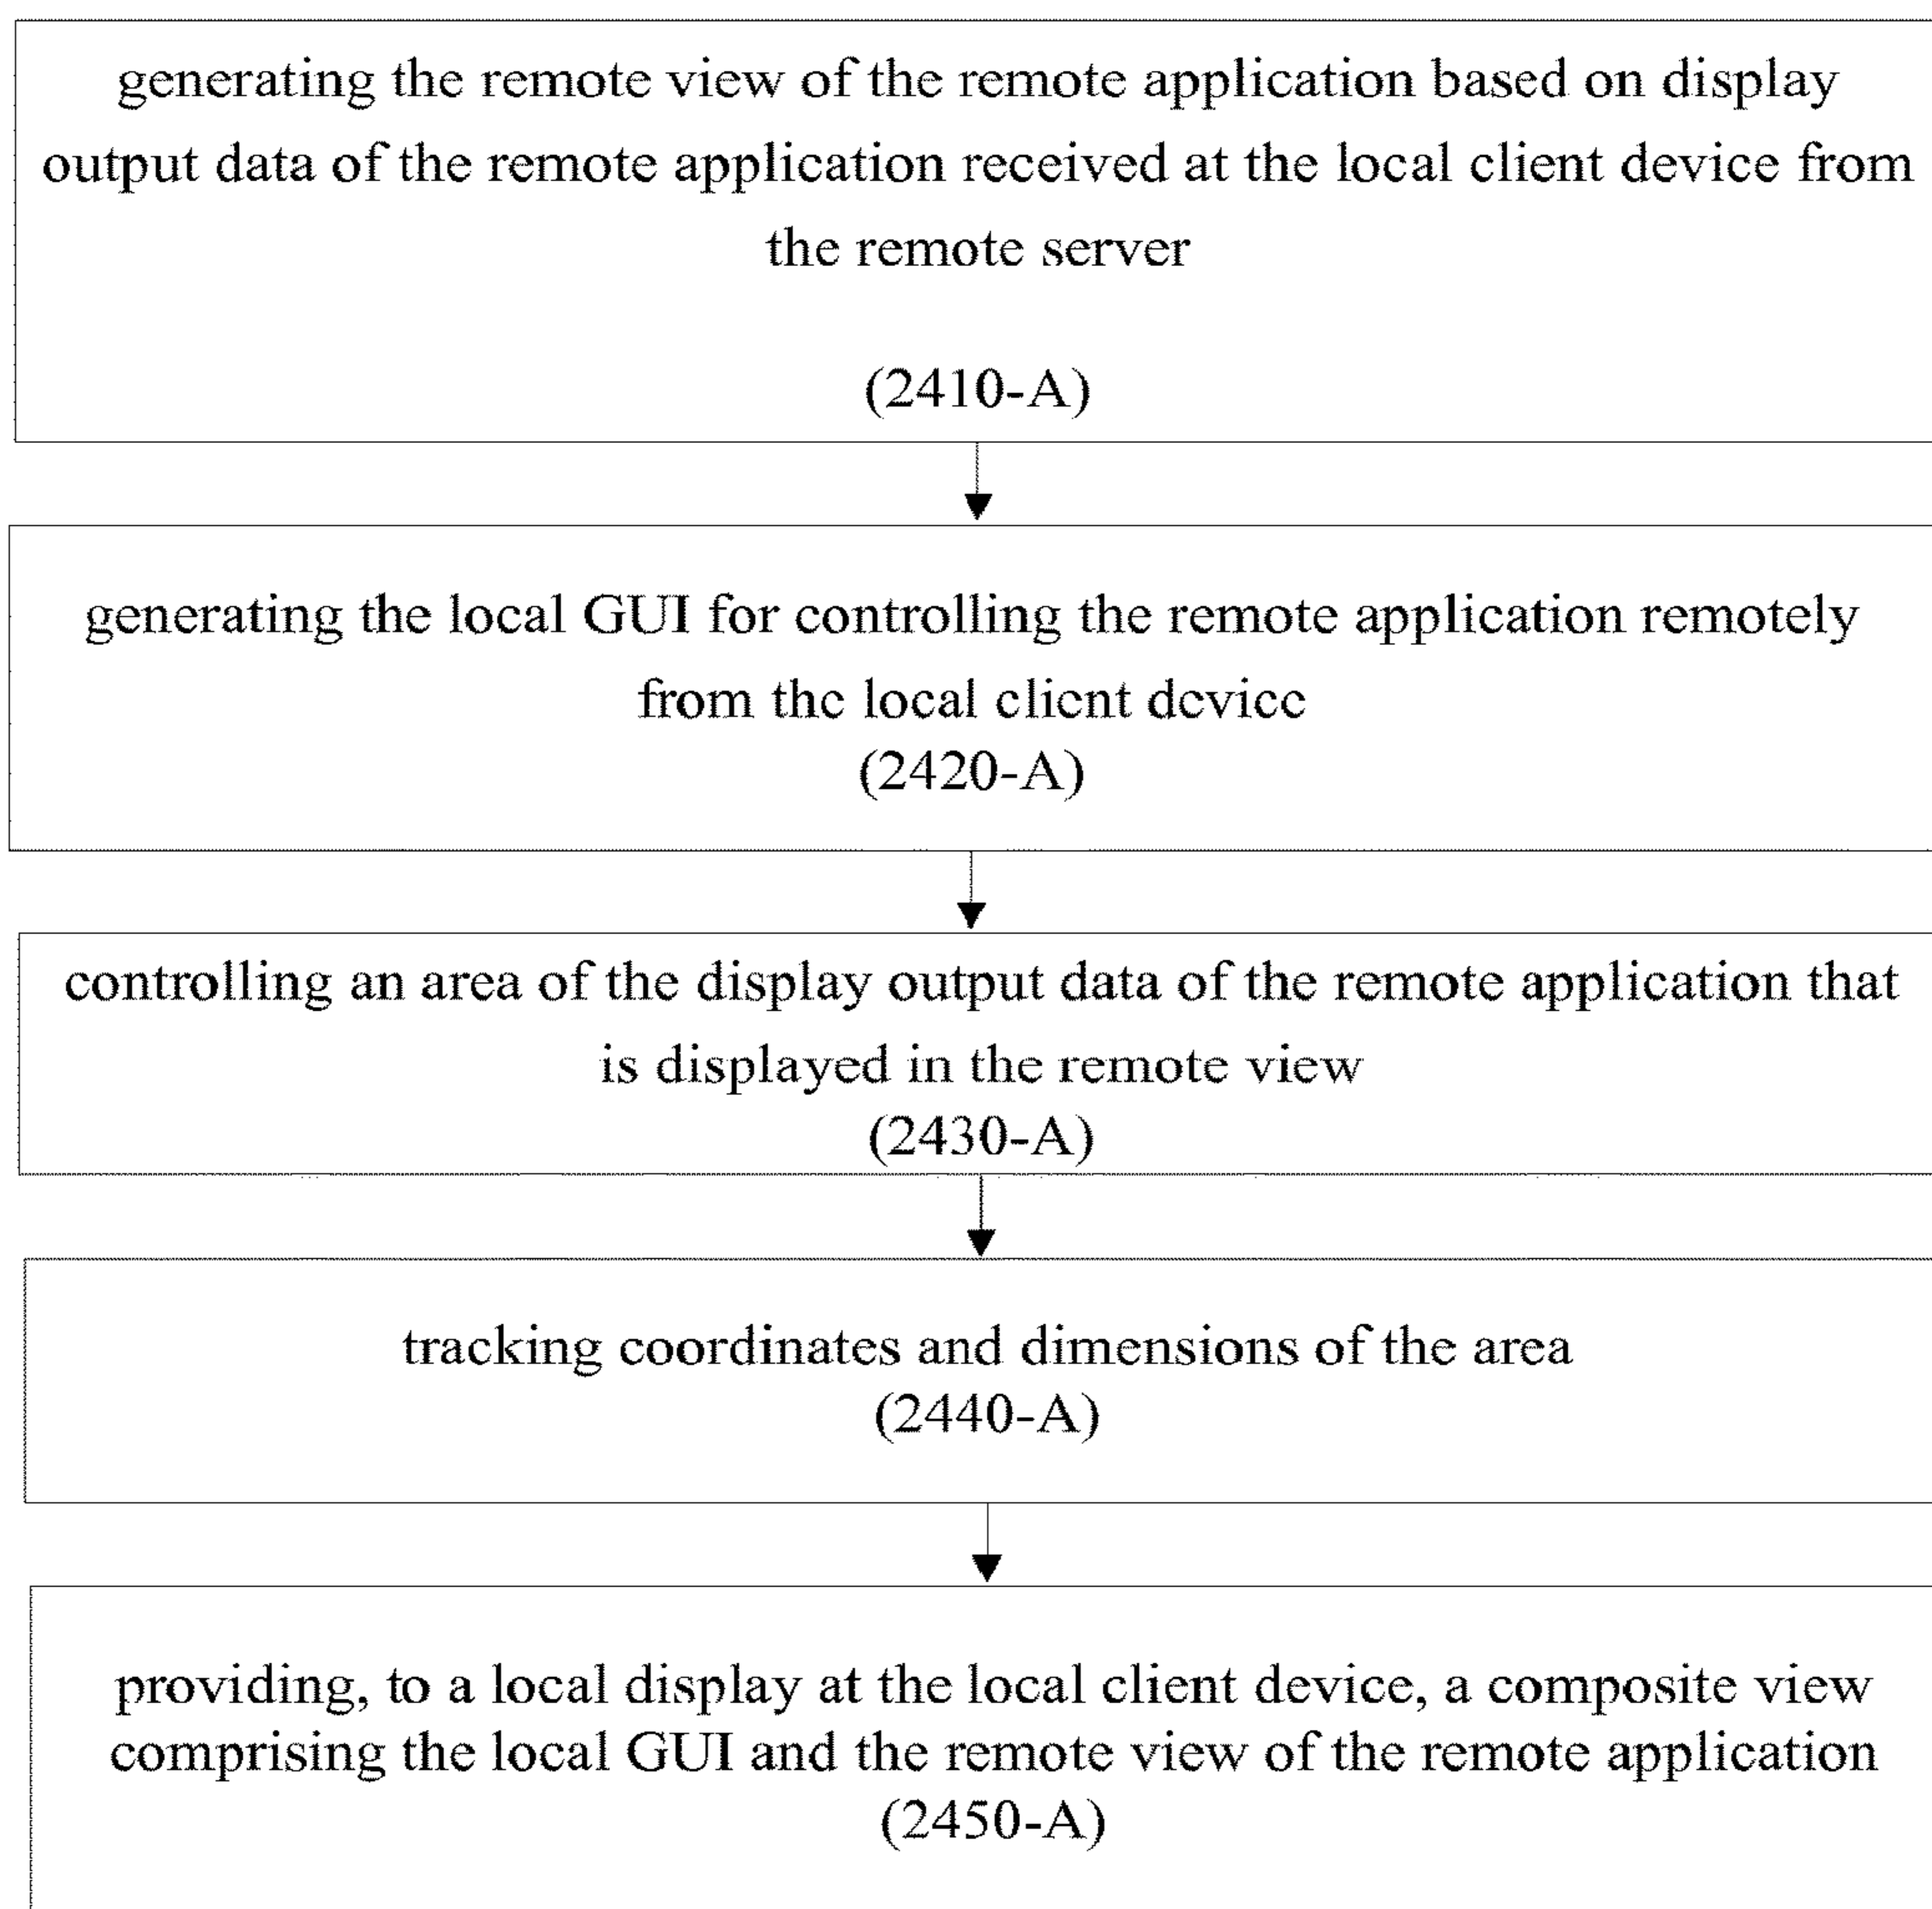 generating the remote view of the remote application based on display
output data of the remote application received at the local client device from
the remote server
(2410-A)
generating the local GUI for controlling the remote application remotely
from the local client device
(2420-A)
controlling an area of the display output data of the remote application that
is displayed in the remote view
(2430-A)
tracking coordinates and dimensions of the area
(2440-A)
providing, to a local display at the local client device, a composite view
comprising the local GUI and the remote view of the remote application
(2450-A)